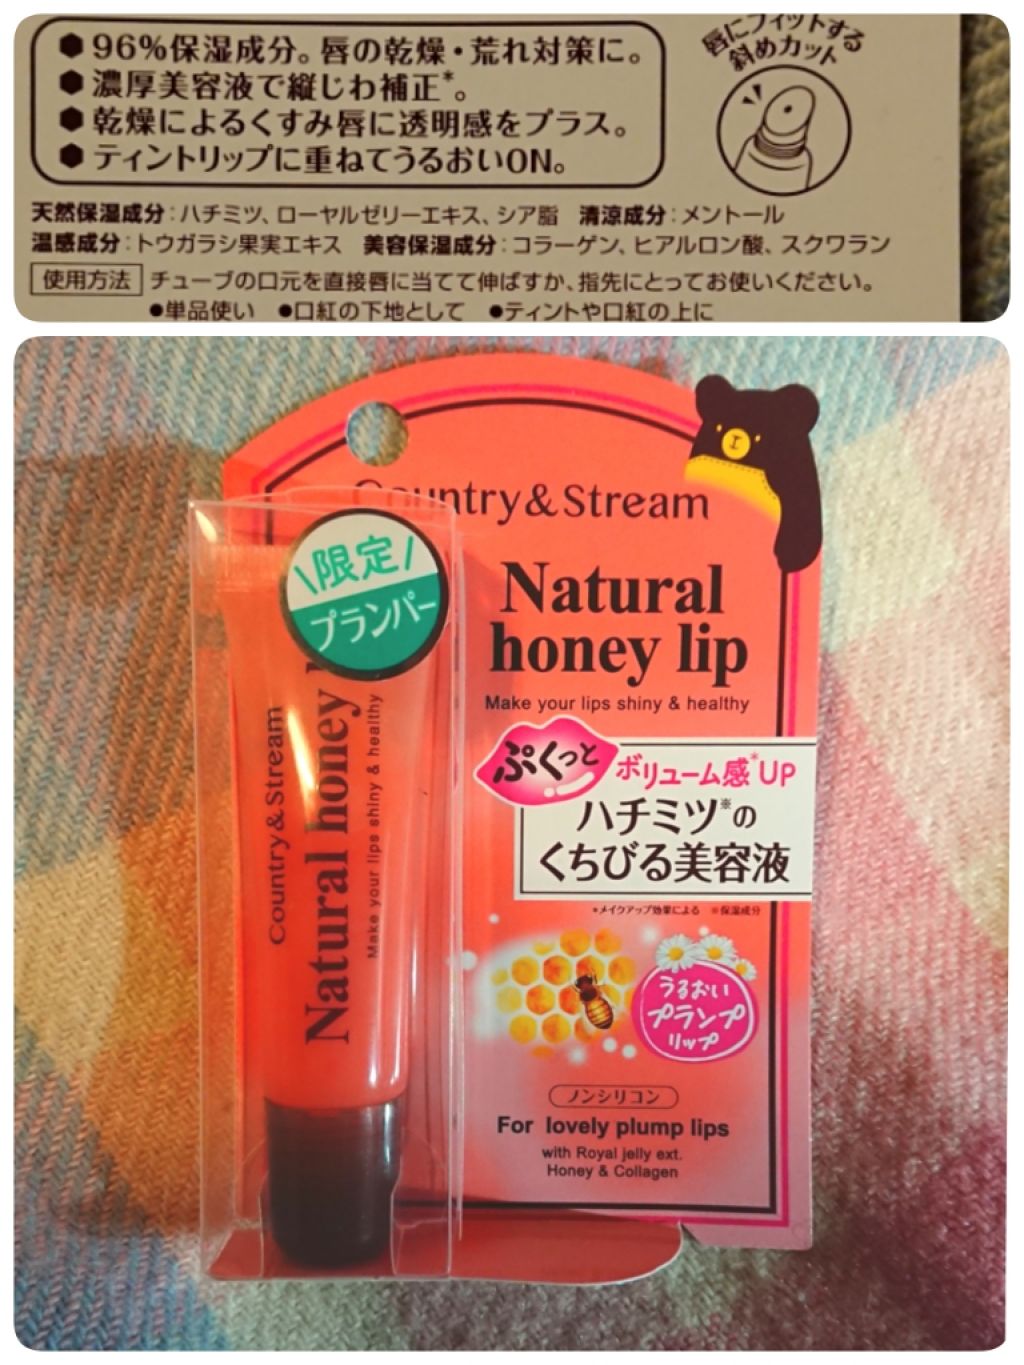 ● 96%保湿成分。唇の乾燥・荒れ対策に。
● 濃厚美容液で縦じわ補正*。
● 乾燥によるくすみ唇に透明感をプラス。
● ティントリップに重ねてうるおいON。
唇にフィットする
斜めカット
天然保湿成分:ハチミツ、ローヤルゼリーエキス、シア脂 清涼成分:メントール
温感成分:トウガラシ果実エキス 美容保湿成分:コラーゲン、ヒアルロン酸、スクワラン
使用方法 チューブの口元を直接唇に当てて伸ばすか、指先にとってお使いください。
●単品使い ●口紅の下地として ●ティントや口紅の上に
Country&Stream
\限定/
プランパー
Country&Stream
Natural honey
Make your lips shiny & healthy
Natural
honey lip
Make your lips shiny & healthy
ぷくっと
ボリューム感*UP
ハチミツ※の
くちびる美容液
*メイクアップ効果による ※保湿成分
うるおい
プランプ
リップ
ノンシリコン
For lovely plump lips
with Royal jelly ext.
Honey & Collagen